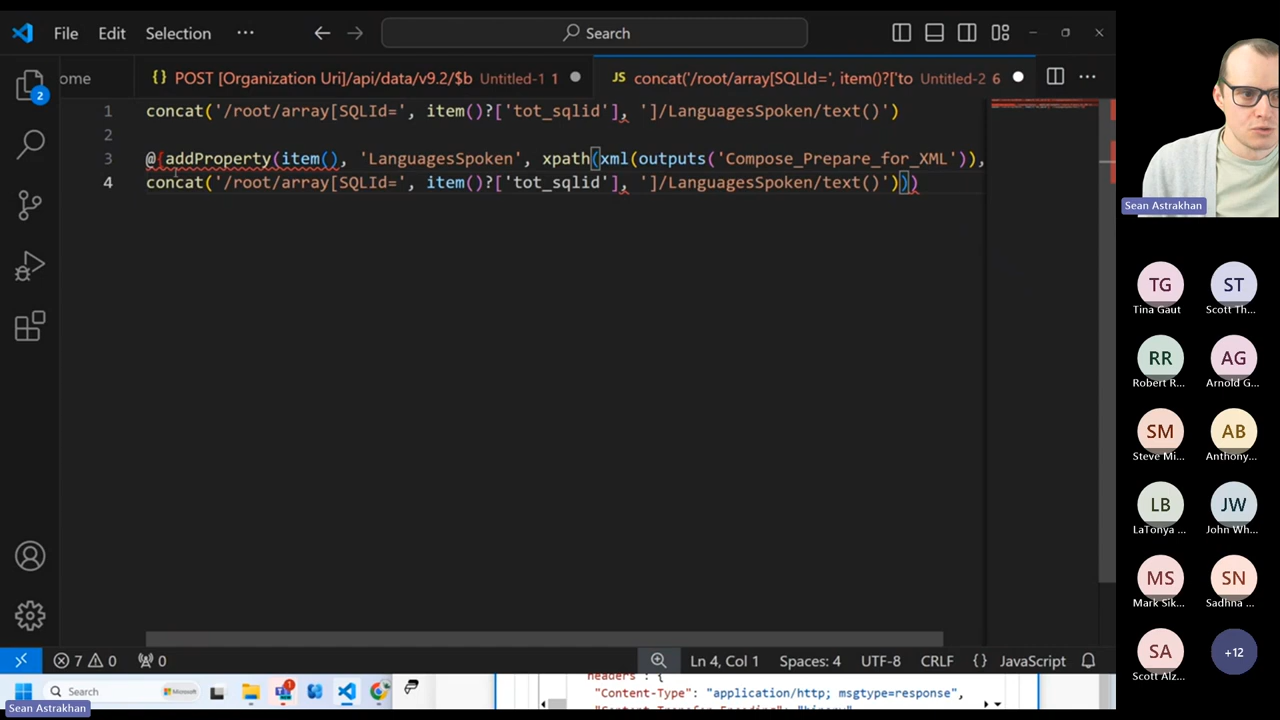 File Edit Selection ··· Search
ome
POST [Organization Uri]/api/data/v9.2/$b Untitled-1 1
JS concat('/root/array[SQLId=', item()?['to Untitled-2 6
2
1 concat('/root/array[SQLId=', item()?['tot_sqlid'], ']/LanguagesSpoken/text()')
2
3 @{addProperty(item(), 'LanguagesSpoken', xpath(xml(outputs('Compose_Prepare_for_XML')),
4 concat('/root/array[SQLId=', item()?['tot_sqlid'], ']/LanguagesSpoken/text()')))
7 0 0 Ln 4, Col 1 Spaces: 4 UTF-8 CRLF {} JavaScript
Search Microsoft
1
"Content-Type": "application/http; msgtype=response",
Sean Astrakhan
Sean Astrakhan
TG ST
Tina Gaut Scott Th...
RR AG
Robert R... Arnold G...
SM AB
Steve Mi... Anthony...
LB JW
LaTonya ... John Wh...
MS SN
Mark Sik... Sadhna ...
SA +12
Scott Alz...